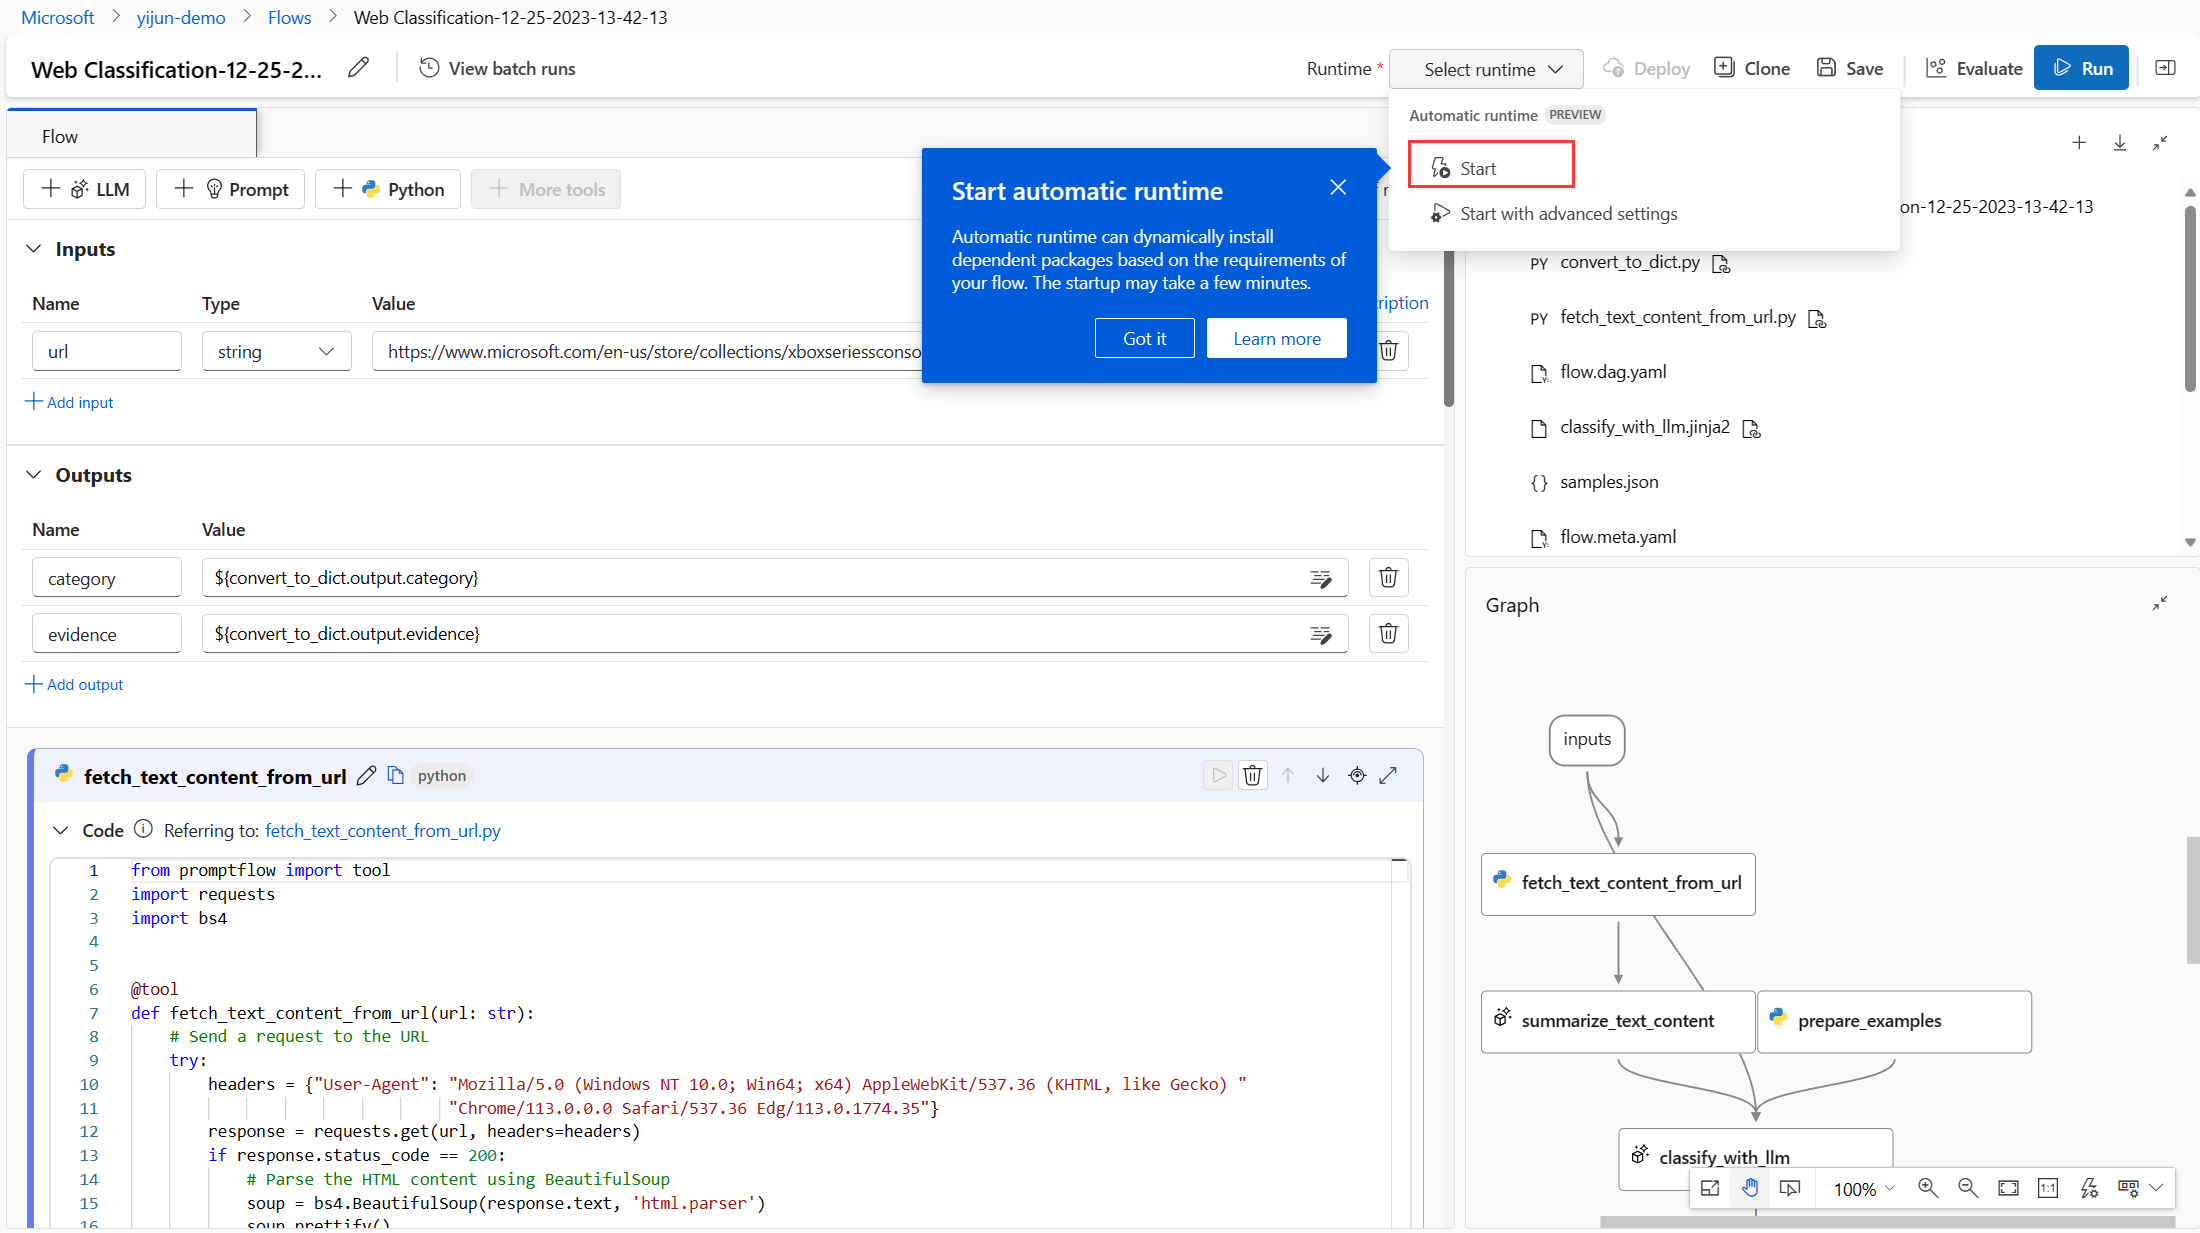 Microsoft > yijun-demo > Flows > Web Classification-12-25-2023-13-42-13
Web Classification-12-25-2...
View batch runs
Runtime *
Select runtime
Deploy
Clone
Save
Evaluate
Run
Automatic runtime PREVIEW
Start
Start with advanced settings
Flow
LLM
Prompt
Python
More tools
Start automatic runtime
Automatic runtime can dynamically install
dependent packages based on the requirements of
your flow. The startup may take a few minutes.
Got it
Learn more
Inputs
Name Type Value
cription
url string https://www.microsoft.com/en-us/store/collections/xboxseriessconso
Add input
Outputs
Name Value
category ${convert_to_dict.output.category}
evidence ${convert_to_dict.output.evidence}
Add output
fetch_text_content_from_url python
Code Referring to: fetch_text_content_from_url.py
1 from promptflow import tool
2 import requests
3 import bs4
4
5
6 @tool
7 def fetch_text_content_from_url(url: str):
8 # Send a request to the URL
9 try:
10 headers = {"User-Agent": "Mozilla/5.0 (Windows NT 10.0; Win64; x64) AppleWebKit/537.36 (KHTML, like Gecko) "
11 "Chrome/113.0.0.0 Safari/537.36 Edg/113.0.1774.35"}
12 response = requests.get(url, headers=headers)
13 if response.status_code == 200:
14 # Parse the HTML content using BeautifulSoup
15 soup = bs4.BeautifulSoup(response.text, 'html.parser')
16 soup.prettify()
on-12-25-2023-13-42-13
PY convert_to_dict.py
PY fetch_text_content_from_url.py
flow.dag.yaml
classify_with_llm.jinja2
{} samples.json
flow.meta.yaml
Graph
inputs
fetch_text_content_from_url
summarize_text_content
prepare_examples
classify_with_llm
100%
1:1